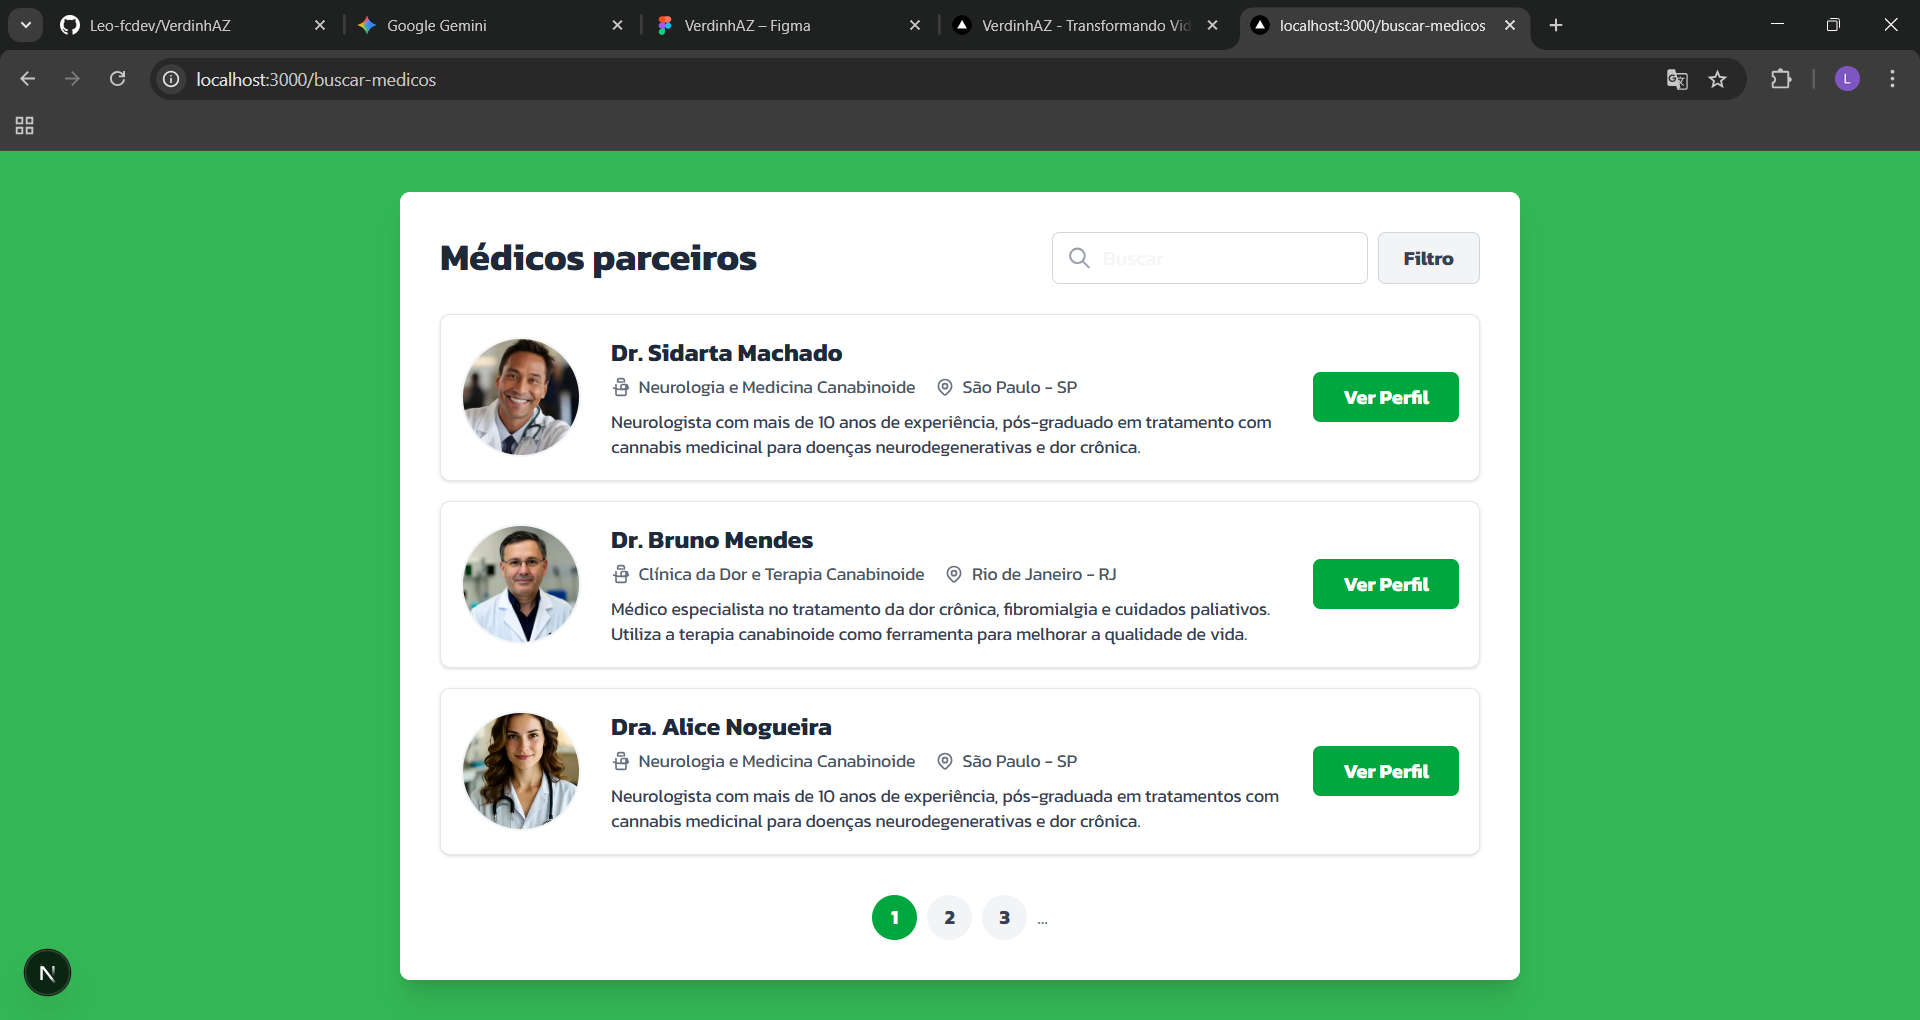 Leo-fcdev/VerdinhAZ
Google Gemini
VerdinhAZ – Figma
VerdinhAZ - Transformando Vid
localhost:3000/buscar-medicos
localhost:3000/buscar-medicos
L
Médicos parceiros
Buscar
Filtro
Dr. Sidarta Machado
Neurologia e Medicina Canabinoide São Paulo - SP
Neurologista com mais de 10 anos de experiência, pós-graduado em tratamento com
cannabis medicinal para doenças neurodegenerativas e dor crônica.
Ver Perfil
Dr. Bruno Mendes
Clínica da Dor e Terapia Canabinoide Rio de Janeiro - RJ
Médico especialista no tratamento da dor crônica, fibromialgia e cuidados paliativos.
Utiliza a terapia canabinoide como ferramenta para melhorar a qualidade de vida.
Ver Perfil
Dra. Alice Nogueira
Neurologia e Medicina Canabinoide São Paulo - SP
Neurologista com mais de 10 anos de experiência, pós-graduada em tratamentos com
cannabis medicinal para doenças neurodegenerativas e dor crônica.
Ver Perfil
1 2 3 ...
N